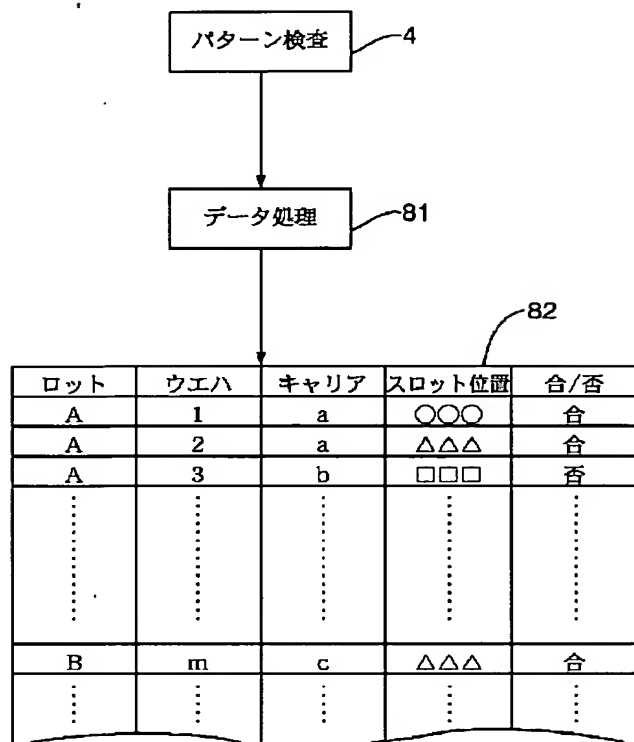 パターン検査
4
データ処理
81
82
ロット ウエハ キャリア スロット位置 合/否
A 1 a ○○○ 合
A 2 a △△△ 合
A 3 b □□□ 否
B m c △△△ 合